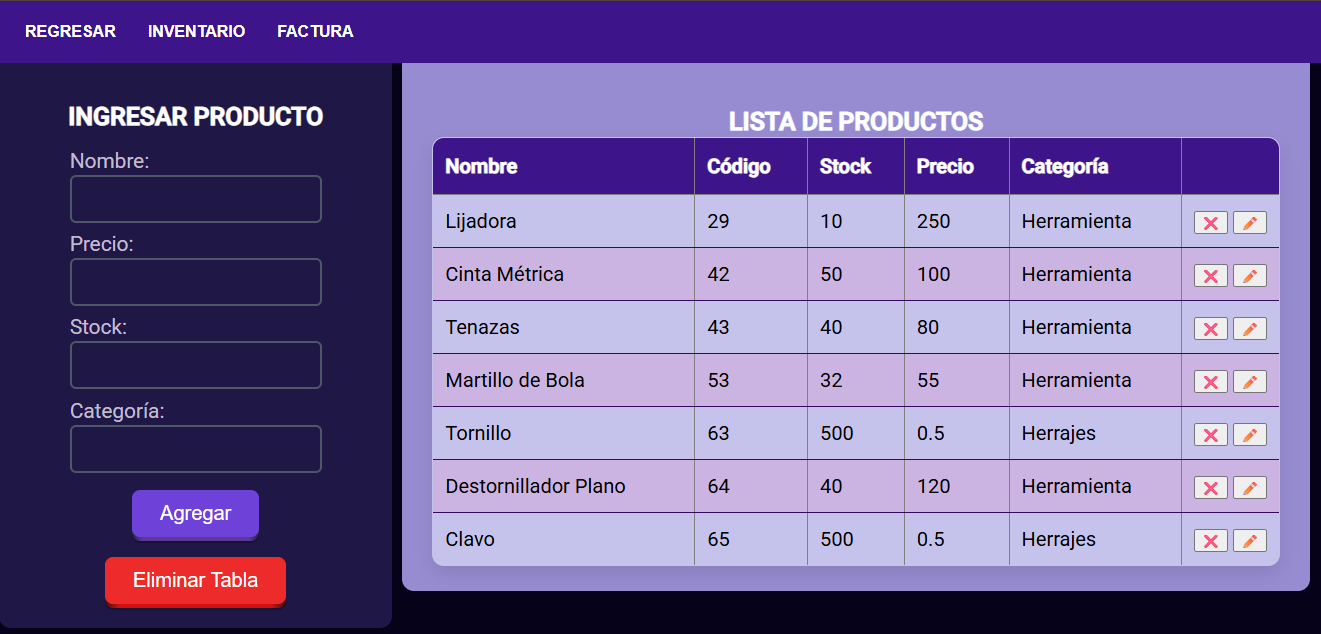 REGRESAR INVENTARIO FACTURA
INGRESAR PRODUCTO
Nombre:
Precio:
Stock:
Categoría:
Agregar
Eliminar Tabla
LISTA DE PRODUCTOS
Nombre Código Stock Precio Categoría
Lijadora 29 10 250 Herramienta
Cinta Métrica 42 50 100 Herramienta
Tenazas 43 40 80 Herramienta
Martillo de Bola 53 32 55 Herramienta
Tornillo 63 500 0.5 Herrajes
Destornillador Plano 64 40 120 Herramienta
Clavo 65 500 0.5 Herrajes